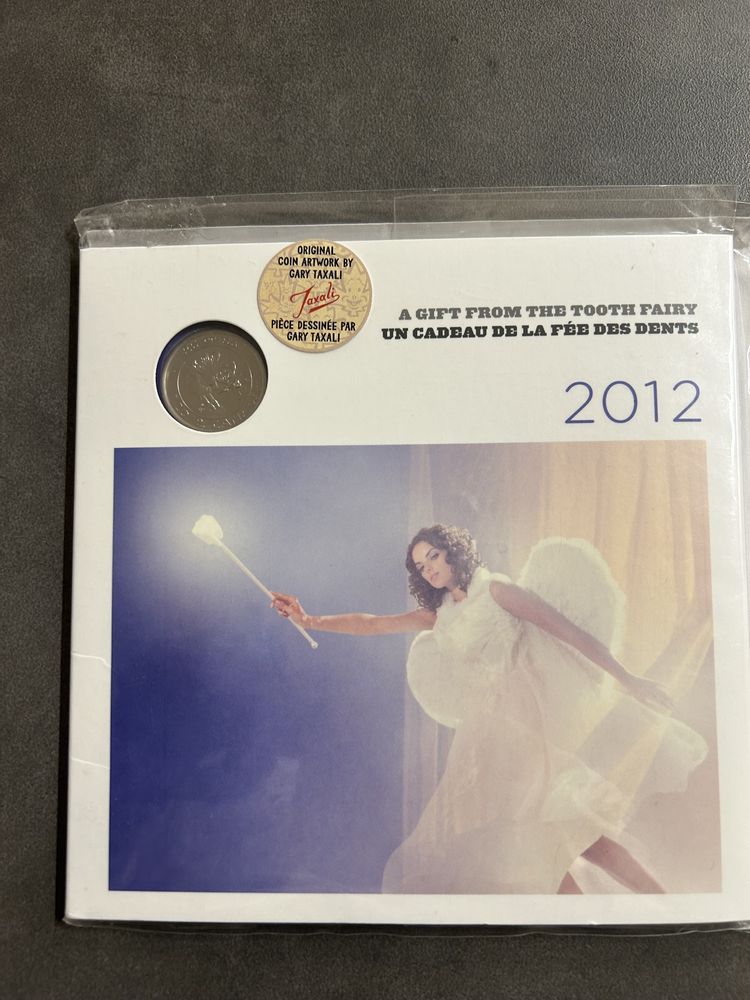 ORIGINAL
COIN ARTWORK BY
GARY TAXALI
Taxali
PIÈCE DESSINÉE PAR
GARY TAXALI
A GIFT FROM THE TOOTH FAIRY
UN CADEAU DE LA FÉE DES DENTS
2012